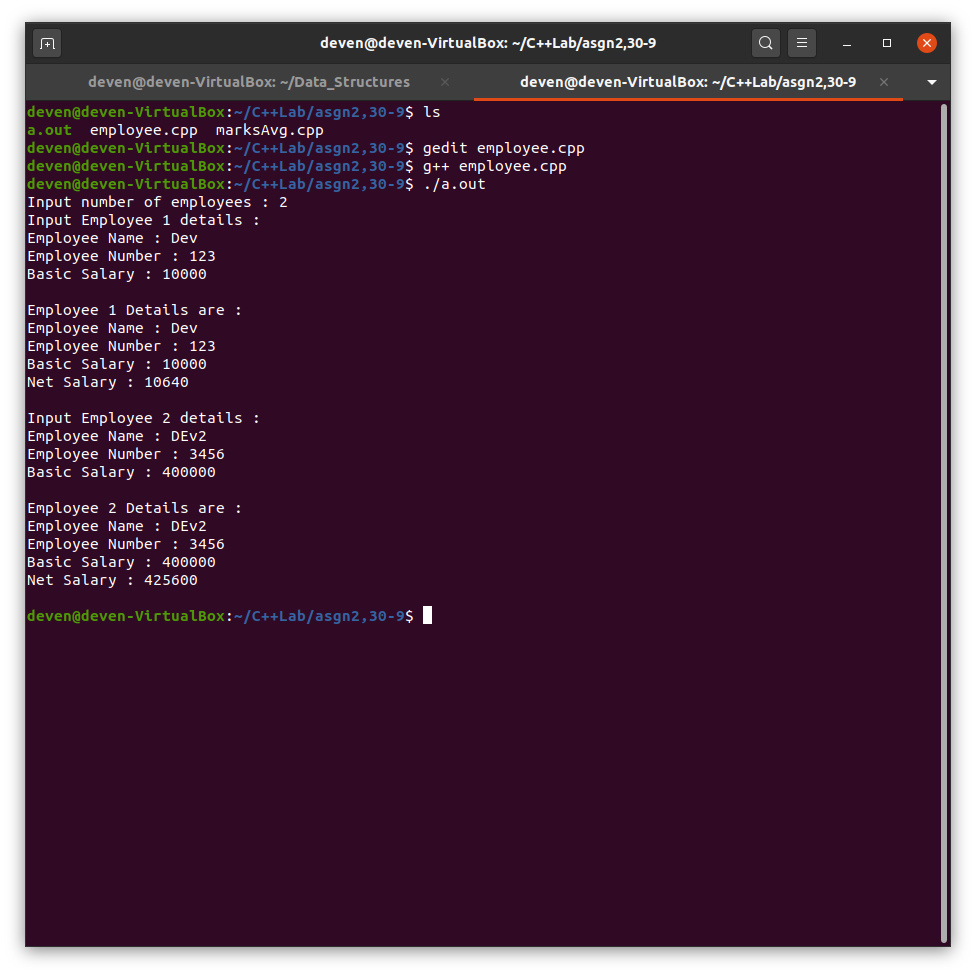 deven@deven-VirtualBox: ~/C++Lab/asgn2,30-9
deven@deven-VirtualBox: ~/Data_Structures
deven@deven-VirtualBox: ~/C++Lab/asgn2,30-9
deven@deven-VirtualBox:~/C++Lab/asgn2,30-9$ ls
a.out  employee.cpp  marksAvg.cpp
deven@deven-VirtualBox:~/C++Lab/asgn2,30-9$ gedit employee.cpp
deven@deven-VirtualBox:~/C++Lab/asgn2,30-9$ g++ employee.cpp
deven@deven-VirtualBox:~/C++Lab/asgn2,30-9$ ./a.out
Input number of employees : 2
Input Employee 1 details :
Employee Name : Dev
Employee Number : 123
Basic Salary : 10000

Employee 1 Details are :
Employee Name : Dev
Employee Number : 123
Basic Salary : 10000
Net Salary : 10640

Input Employee 2 details :
Employee Name : DEv2
Employee Number : 3456
Basic Salary : 400000

Employee 2 Details are :
Employee Name : DEv2
Employee Number : 3456
Basic Salary : 400000
Net Salary : 425600

deven@deven-VirtualBox:~/C++Lab/asgn2,30-9$